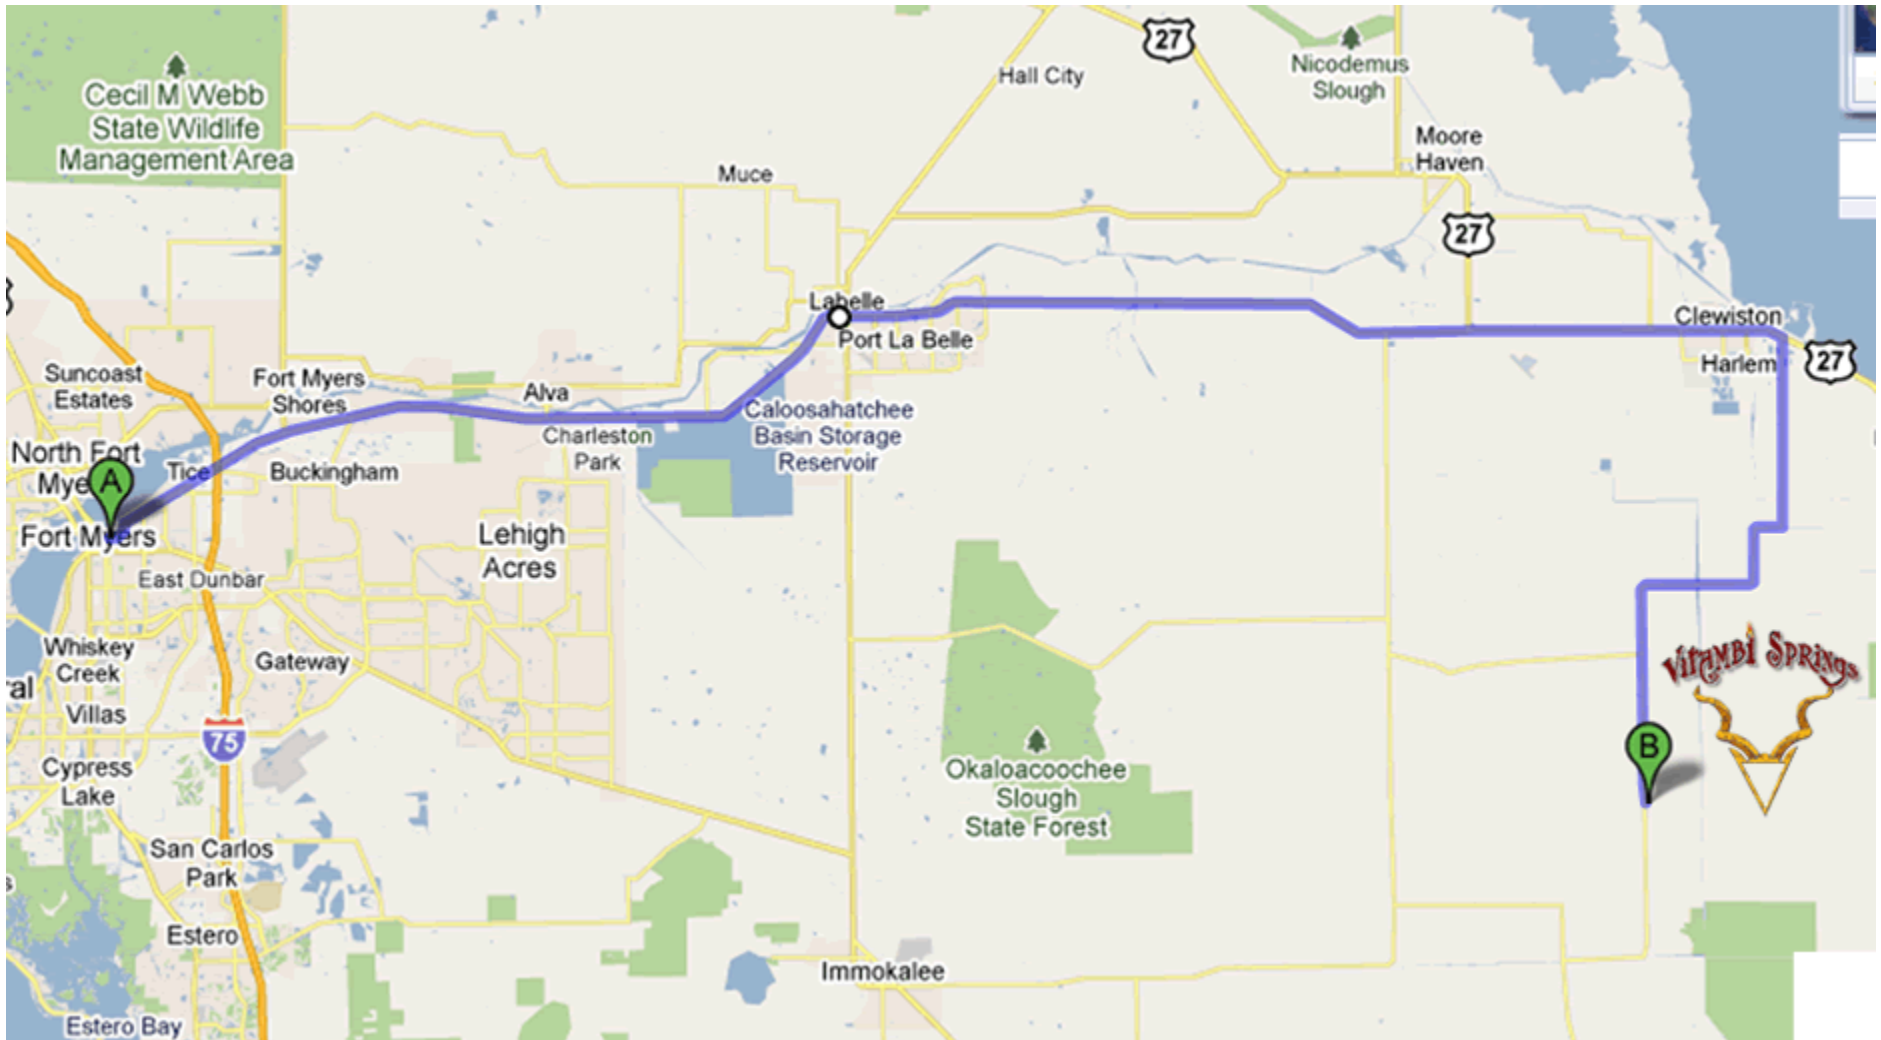 27
Nicodemus
Slough
Hall City
Cecil M Webb
State Wildlife
Management Area
Moore
Haven
Muce
27
Labelle
Clewiston
Port La Belle
27
Harlem
Suncoast
Estates
Fort Myers
Shores
Alva
Caloosahatchee
Basin Storage
Reservoir
Charleston
Park
North Fort
Mye
A
Tice
Buckingham
Fort Myers
Lehigh
Acres
East Dunbar
Whiskey
Creek
Gateway
ral
Villas
75
Vitambi Springs
B
Cypress
Lake
Okaloacoochee
Slough
State Forest
San Carlos
Park
s
Estero
Immokalee
Estero Bay